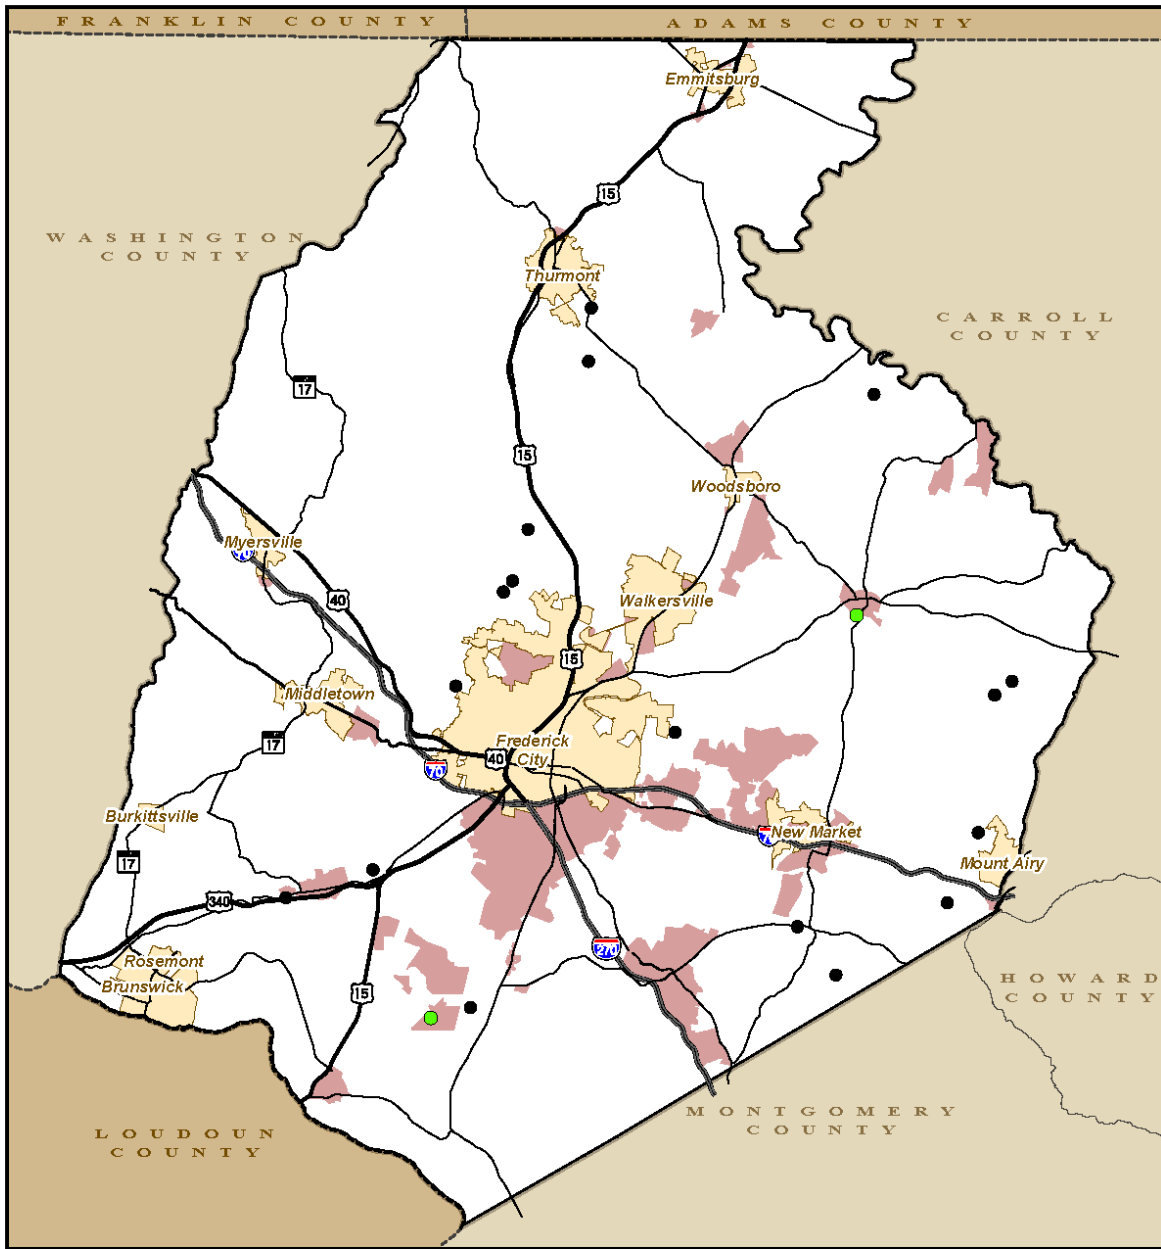 FRANKLIN COUNTY
ADAMS COUNTY
Emmitsburg
15
WASHINGTON
COUNTY
Thurmont
CARROLL
COUNTY
17
15
Woodsboro
Myersville
70
40
Walkersville
15
Middletown
17
Frederick
City
40
70
Burkittsville
New Market
7
17
Mount Airy
340
270
Rosemont
Brunswick
15
HOWARD
COUNTY
MONTGOMERY
COUNTY
LOUDOUN
COUNTY